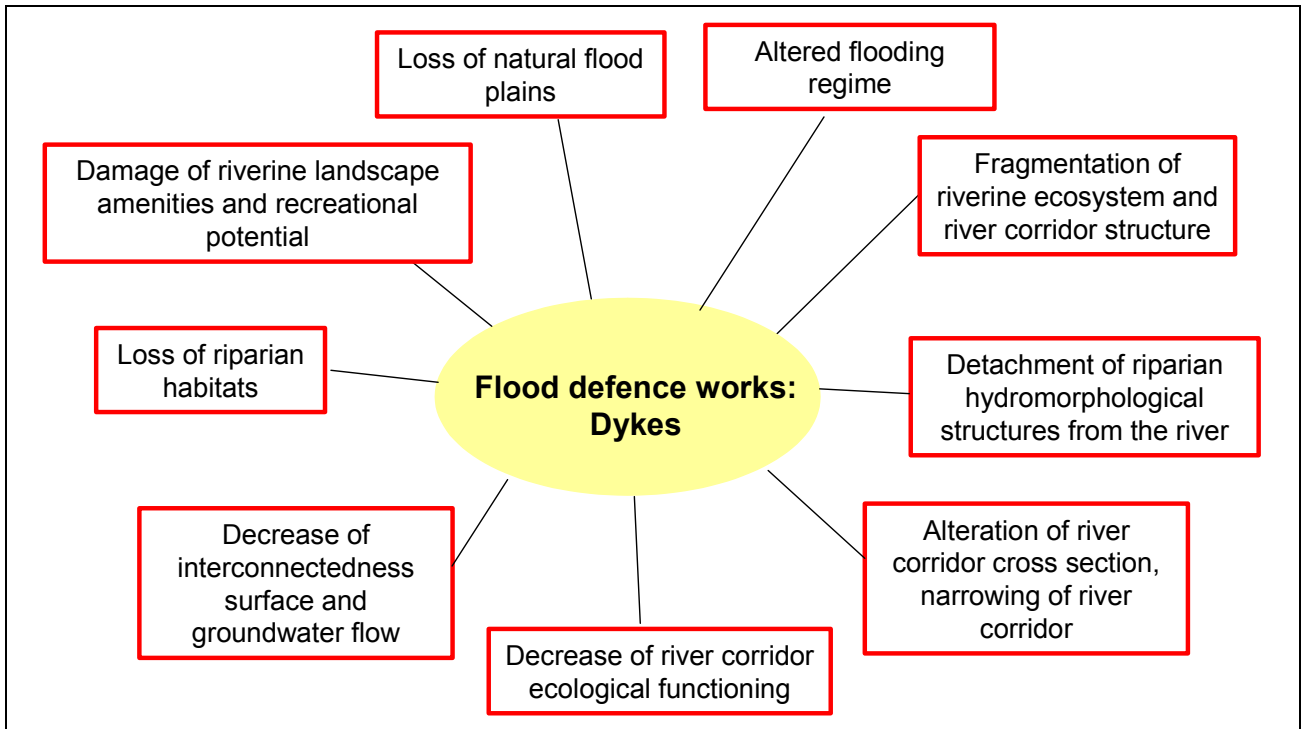 Loss of natural flood
plains
Altered flooding
regime
Damage of riverine landscape
amenities and recreational
potential
Fragmentation of
riverine ecosystem and
river corridor structure
Loss of riparian
habitats
Flood defence works:
Dykes
Detachment of riparian
hydromorphological
structures from the river
Decrease of
interconnectedness
surface and
groundwater flow
Alteration of river
corridor cross section,
narrowing of river
corridor
Decrease of river corridor
ecological functioning